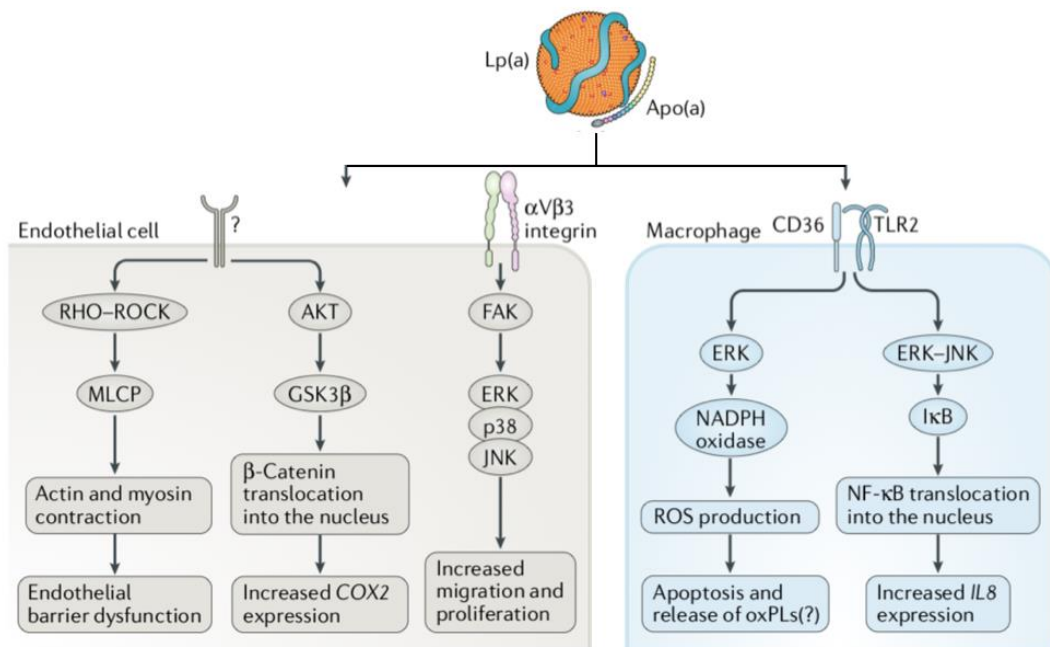 Lp(a)
Apo(a)
Endothelial cell
?
αVβ3
integrin
RHO–ROCK
AKT
FAK
MLCP
GSK3β
ERK
p38
JNK
Actin and myosin
contraction
β-Catenin
translocation
into the nucleus
Endothelial
barrier dysfunction
Increased COX2
expression
Increased
migration and
proliferation
Macrophage
CD36
TLR2
ERK
ERK–JNK
NADPH
oxidase
IκB
ROS production
NF-κB translocation
into the nucleus
Apoptosis and
release of oxPLs(?)
Increased IL8
expression